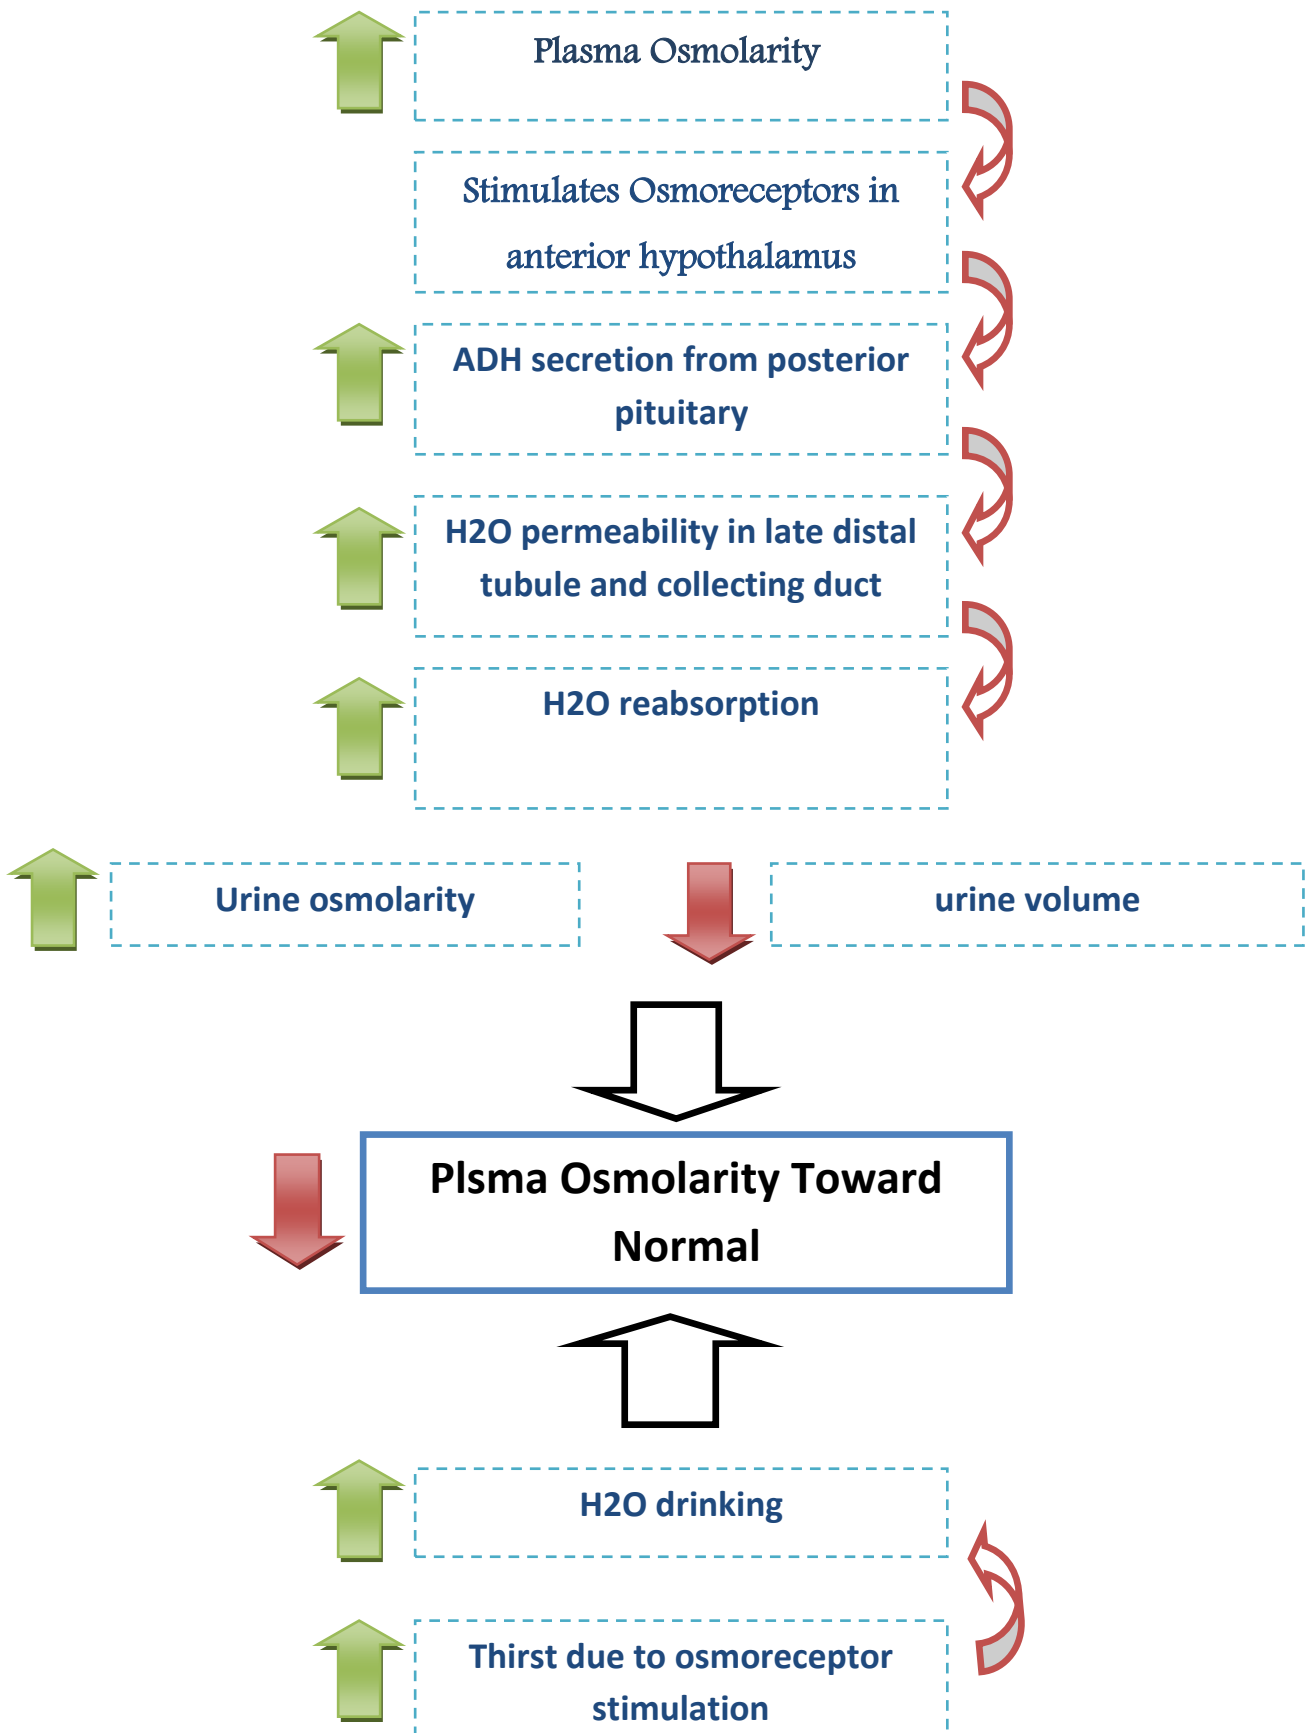 Plasma Osmolarity
Stimulates Osmoreceptors in
anterior hypothalamus
ADH secretion from posterior
pituitary
H2O permeability in late distal
tubule and collecting duct
H2O reabsorption
Urine osmolarity
urine volume
Plsma Osmolarity Toward
Normal
H2O drinking
Thirst due to osmoreceptor
stimulation